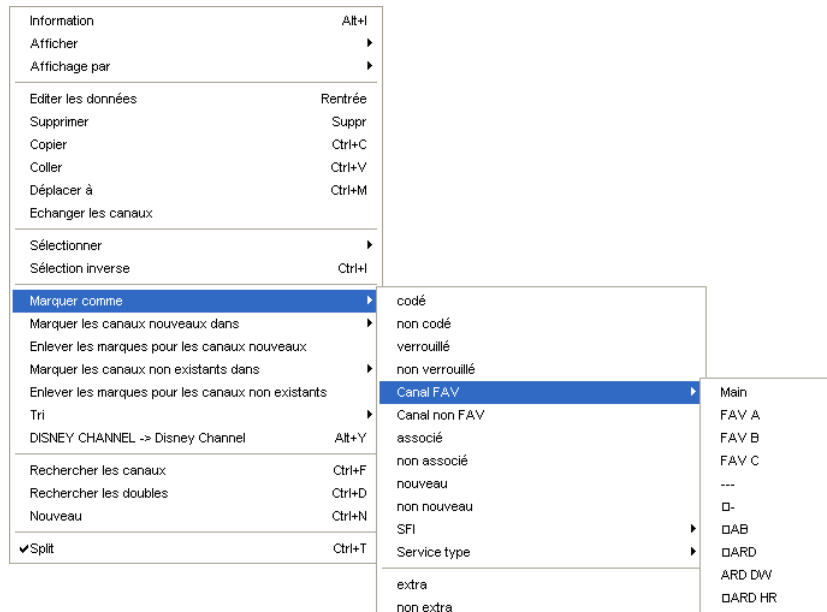 Information Alt+I
Afficher
Affichage par
Editer les données Rentrée
Supprimer Suppr
Copier Ctrl+C
Coller Ctrl+V
Déplacer à Ctrl+M
Echanger les canaux
Sélectionner
Sélection inverse Ctrl+I
Marquer comme
Marquer les canaux nouveaux dans
Enlever les marques pour les canaux nouveaux
Marquer les canaux non existants dans
Enlever les marques pour les canaux non existants
Tri
DISNEY CHANNEL -> Disney Channel Alt+Y
Rechercher les canaux Ctrl+F
Rechercher les doubles Ctrl+D
Nouveau Ctrl+N
Split Ctrl+T
codé
non codé
verrouillé
non verrouillé
Canal FAV
Canal non FAV
associé
non associé
nouveau
non nouveau
SFI
Service type
extra
non extra
Main
FAV A
FAV B
FAV C
---
□-
□AB
□ARD
ARD DW
□ARD HR